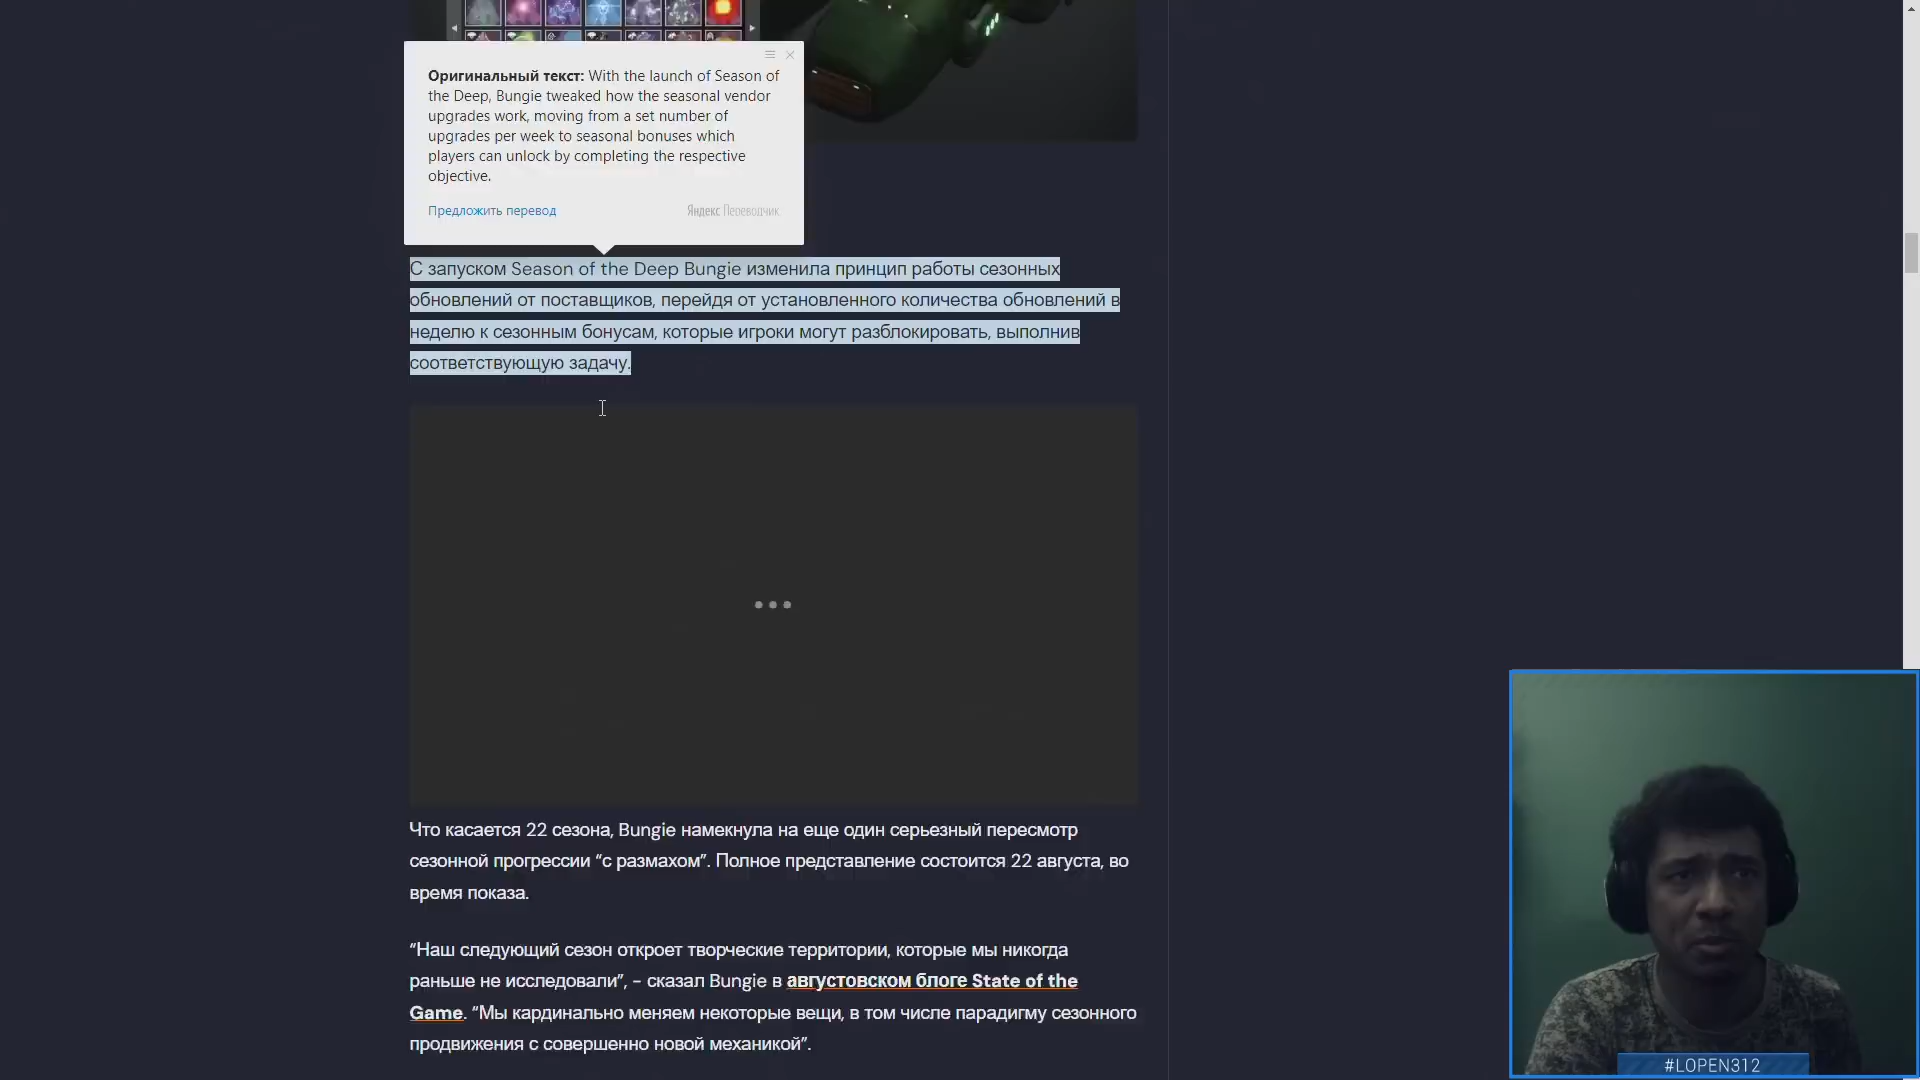 Оригинальный текст: With the launch of Season of
the Deep, Bungie tweaked how the seasonal vendor
upgrades work, moving from a set number of
upgrades per week to seasonal bonuses which
players can unlock by completing the respective
objective.
Предложить перевод
Яндекс Переводчик
С запуском Season of the Deep Bungie изменила принцип работы сезонных
обновлений от поставщиков, перейдя от установленного количества обновлений в
неделю к сезонным бонусам, которые игроки могут разблокировать, выполнив
соответствующую задачу.
Что касается 22 сезона, Bungie намекнула на еще один серьезный пересмотр
сезонной прогрессии “с размахом”. Полное представление состоится 22 августа, во
время показа.
“Наш следующий сезон откроет творческие территории, которые мы никогда
раньше не исследовали”, - сказал Bungie в августовском блоге State of the
Game. “Мы кардинально меняем некоторые вещи, в том числе парадигму сезонного
продвижения с совершенно новой механикой”.
#LOPEN312